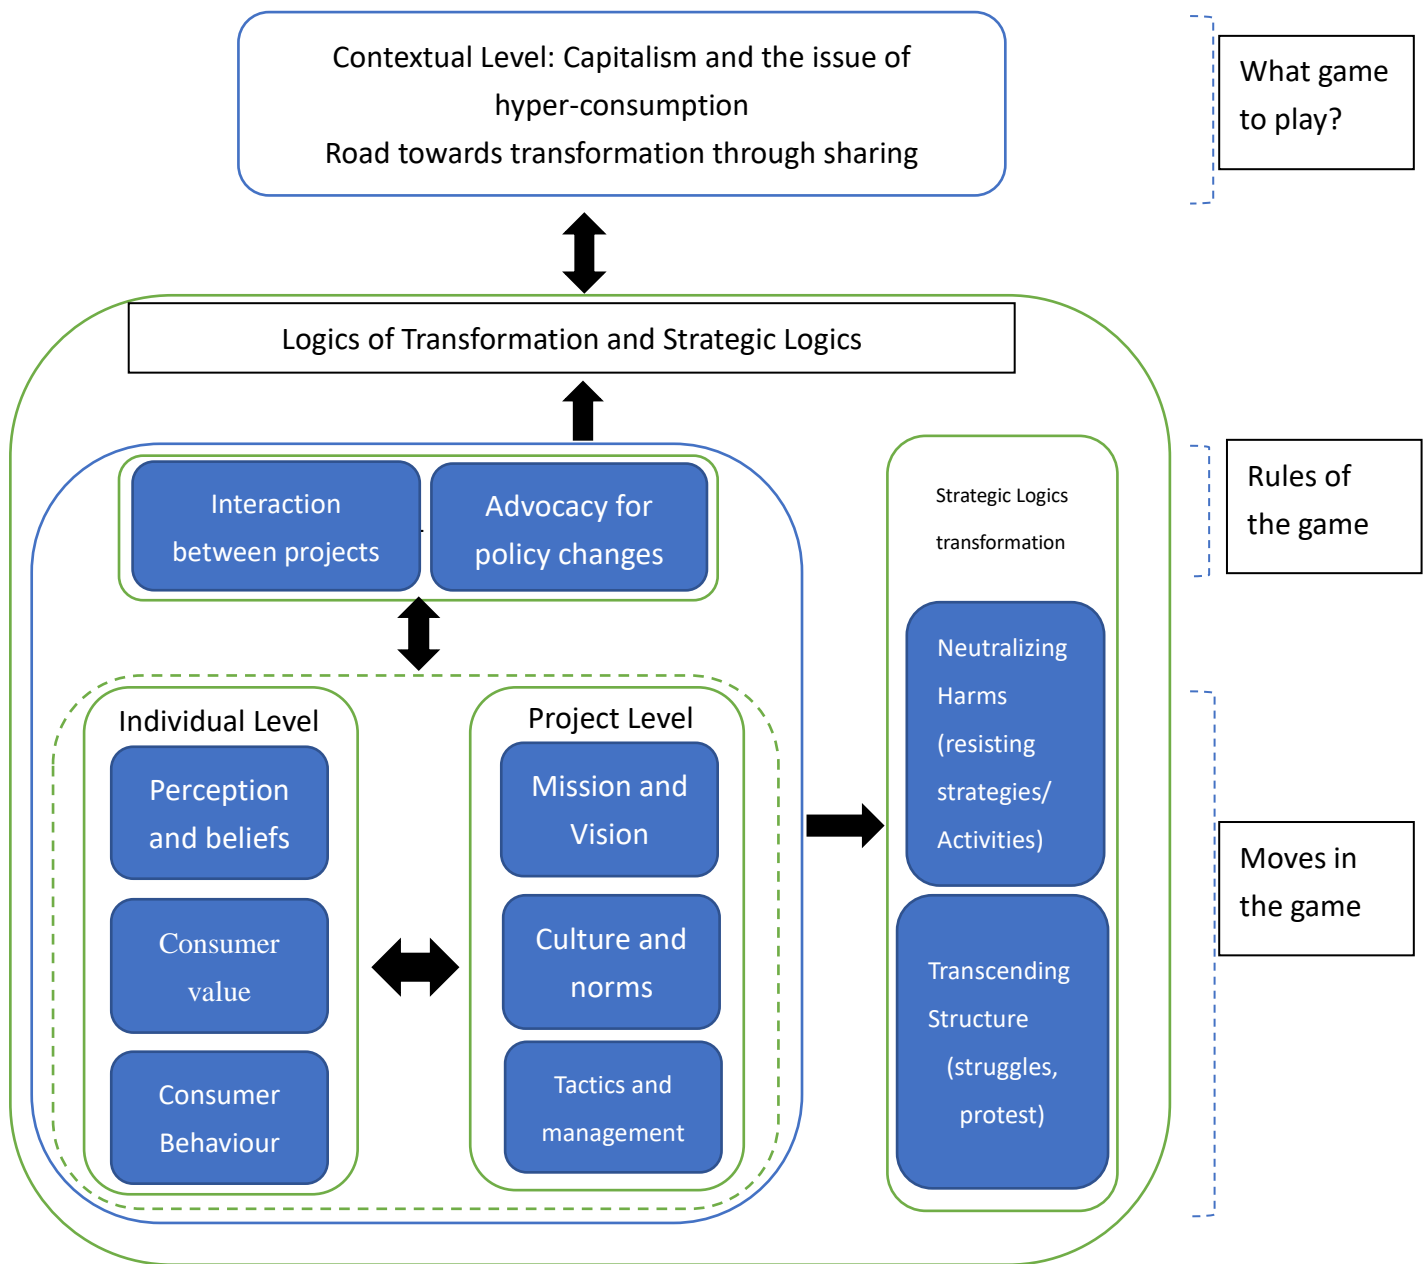 Contextual Level: Capitalism and the issue of
hyper-consumption
Road towards transformation through sharing
What game
to play?
Logics of Transformation and Strategic Logics
Interaction
between projects
Advocacy for
policy changes
Strategic Logics
transformation
Rules of
the game
Individual Level
Perception
and beliefs
Consumer
value
Consumer
Behaviour
Project Level
Mission and
Vision
Culture and
norms
Tactics and
management
Neutralizing
Harms
(resisting
strategies/
Activities)
Transcending
Structure
(struggles,
protest)
Moves in
the game